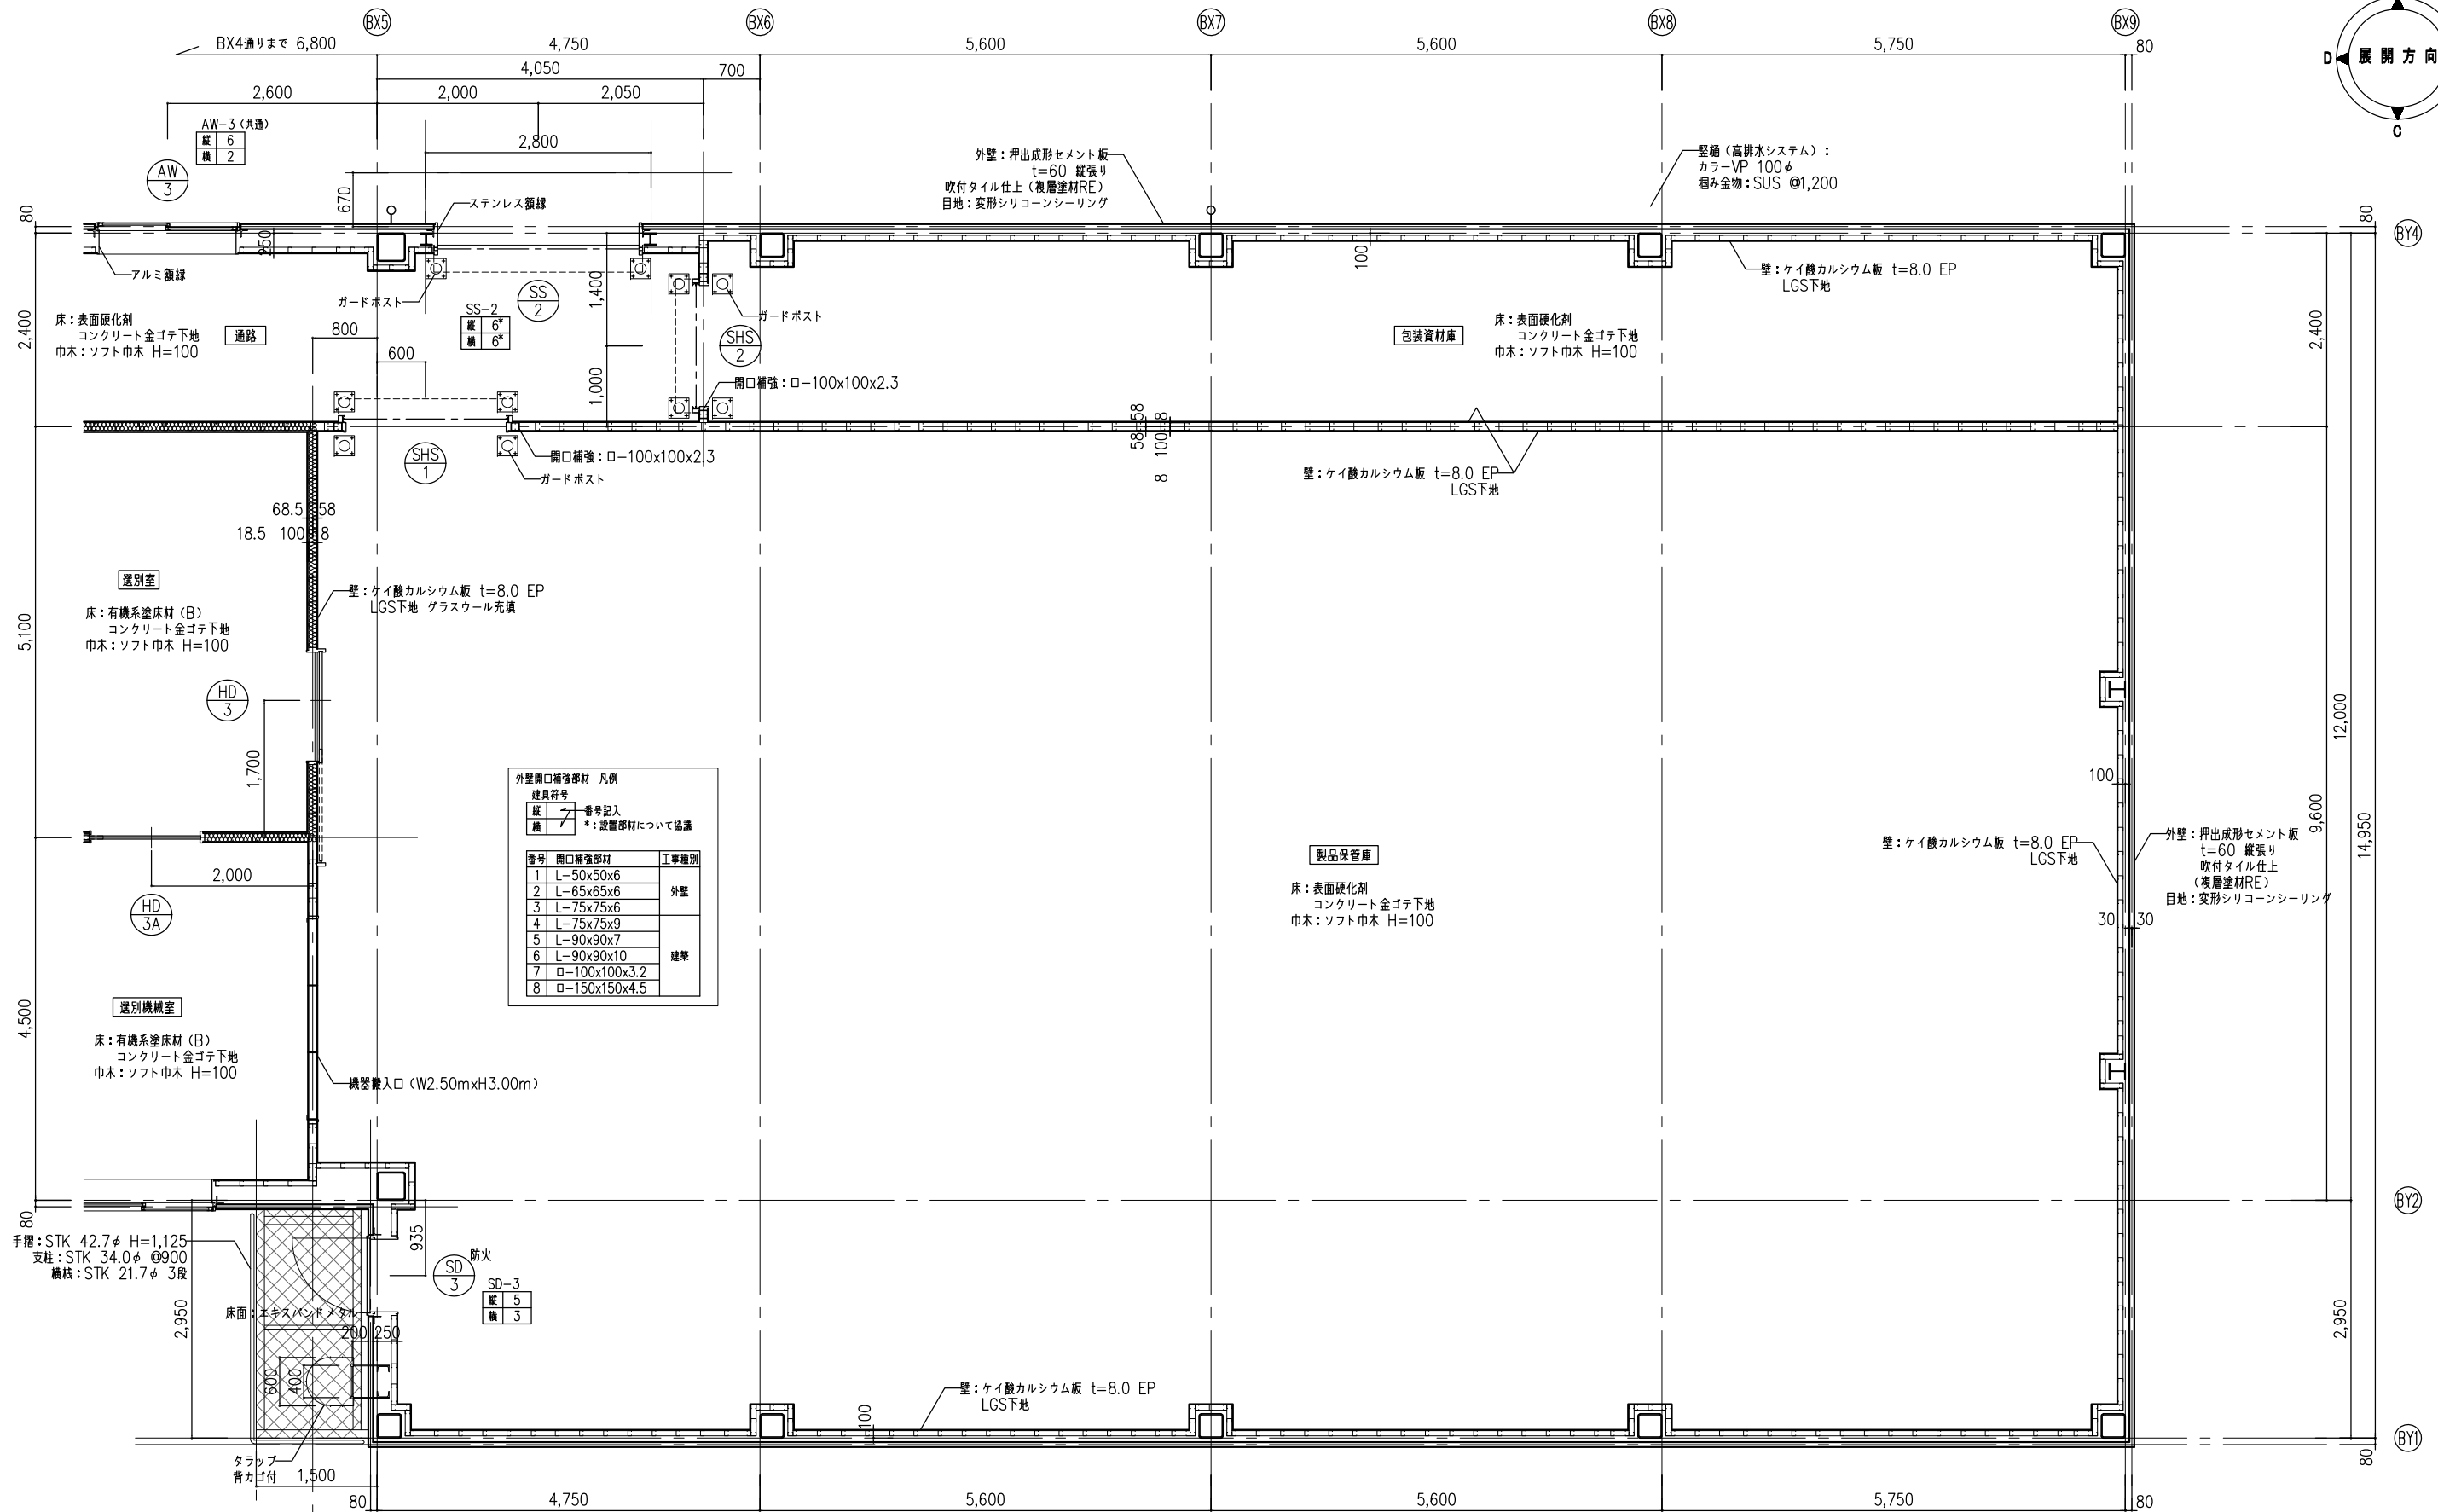 BX5
BX6
BX7
BX8
BX9
BX4通りまで 6,800
4,750
5,600
5,600
5,750
80
4,050
700
2,600
2,000
2,050
2,800
670
D
展開方向
C
AW-3 (共通)
縦 6
横 2
AW
3
ステンレス額縁
外壁：押出成形セメント板
t=60 縦張り
吹付タイル仕上（複層塗材RE）
目地：変形シリコーンシーリング
竪樋（高排水システム）：
カラーVP 100φ
掴み金物：SUS @1,200
80
250
アルミ額縁
ガードポスト
SS
2
SS-2
縦 6*
横 6*
1,400
1,000
ガードポスト
SHS
2
100
壁：ケイ酸カルシウム板 t=8.0 EP
LGS下地
80
BY4
2,400
床：表面硬化剤
コンクリート金ゴテ下地
巾木：ソフト巾木 H=100
通路
800
600
包装資材庫
床：表面硬化剤
コンクリート金ゴテ下地
巾木：ソフト巾木 H=100
2,400
開口補強：ロ-100x100x2.3
58 58
8 100 8
開口補強：ロ-100x100x2.3
ガードポスト
SHS
1
壁：ケイ酸カルシウム板 t=8.0 EP
LGS下地
68.5 58
18.5 100 8
選別室
床：有機系塗床材（B）
コンクリート金ゴテ下地
巾木：ソフト巾木 H=100
5,100
壁：ケイ酸カルシウム板 t=8.0 EP
LGS下地 グラスウール充填
HD
3
1,700
外壁開口補強部材 凡例
建具符号
縦
横
番号記入
*：設置部材について協議
番号 開口補強部材 工事種別
1 L-50x50x6
2 L-65x65x6 外壁
3 L-75x75x6
4 L-75x75x9
5 L-90x90x7
6 L-90x90x10 建築
7 ロ-100x100x3.2
8 ロ-150x150x4.5
100
12,000
9,600
14,950
2,000
HD
3A
製品保管庫
床：表面硬化剤
コンクリート金ゴテ下地
巾木：ソフト巾木 H=100
壁：ケイ酸カルシウム板 t=8.0 EP
LGS下地
外壁：押出成形セメント板
t=60 縦張り
吹付タイル仕上
（複層塗材RE）
目地：変形シリコーンシーリング
30 30
4,500
選別機械室
床：有機系塗床材（B）
コンクリート金ゴテ下地
巾木：ソフト巾木 H=100
機器搬入口（W2.50mxH3.00m）
BY2
80
手摺：STK 42.7φ H=1,125
支柱：STK 34.0φ @900
横桟：STK 21.7φ 3段
935
SD
3
防火
SD-3
縦 5
横 3
床面：エキスパンドメタル
2,950
200 250
600
400
2,950
壁：ケイ酸カルシウム板 t=8.0 EP
LGS下地
100
BY1
80
タラップ
背カゴ付
1,500
80
4,750
5,600
5,600
5,750
80